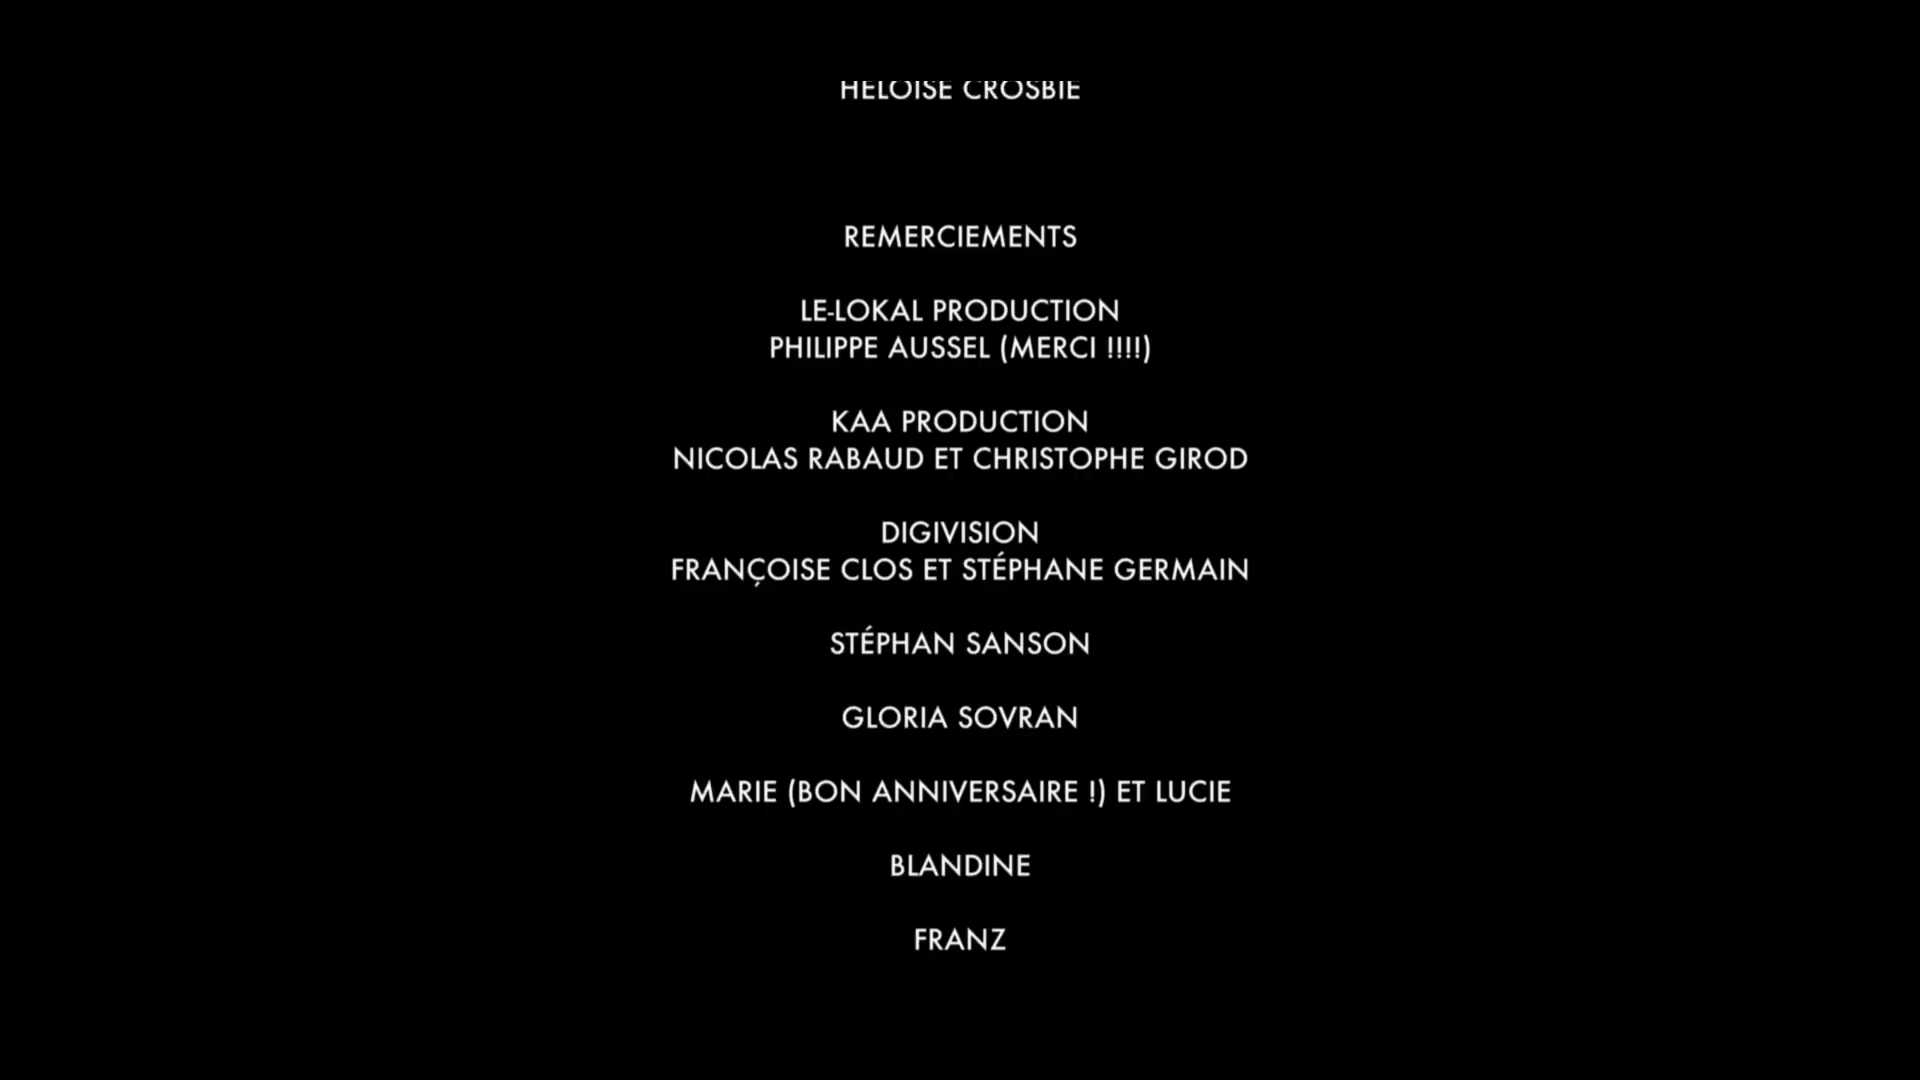 HELOISE CROSBIE
REMERCIEMENTS
LE-LOKAL PRODUCTION
PHILIPPE AUSSEL (MERCI !!!!)
KAA PRODUCTION
NICOLAS RABAUD ET CHRISTOPHE GIROD
DIGIVISION
FRANÇOISE CLOS ET STÉPHANE GERMAIN
STÉPHAN SANSON
GLORIA SOVRAN
MARIE (BON ANNIVERSAIRE !) ET LUCIE
BLANDINE
FRANZ